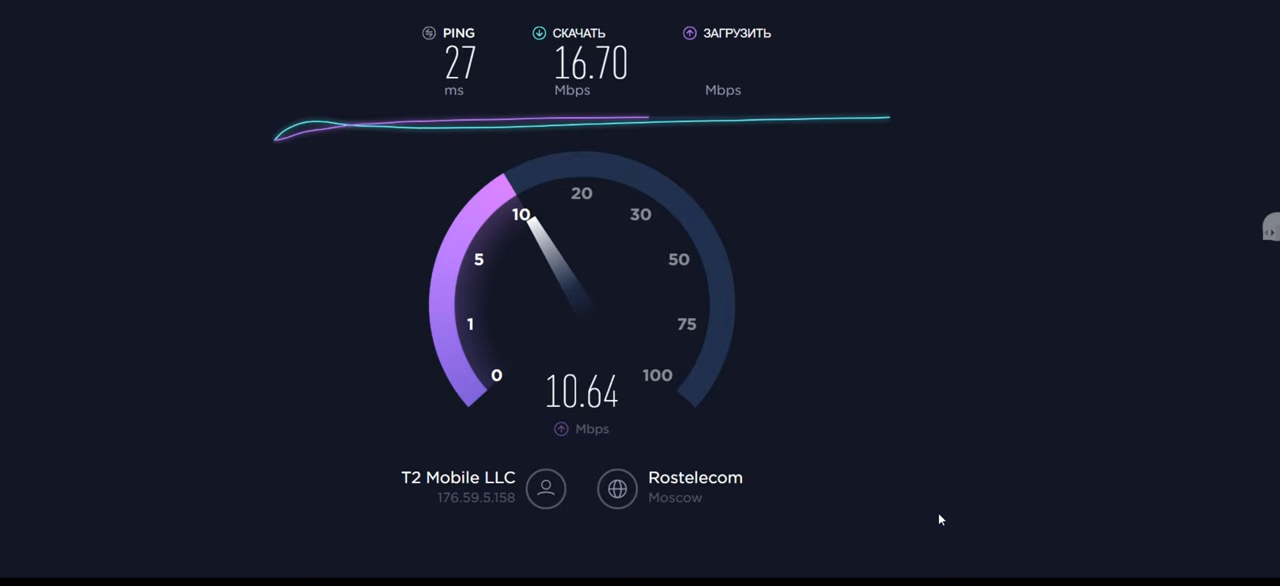 PING
27
ms
СКАЧАТЬ
16.70
Mbps
ЗАГРУЗИТЬ
Mbps
0
1
5
10
20
30
50
75
100
10.64
Mbps
T2 Mobile LLC
176.59.5.158
Rostelecom
Moscow